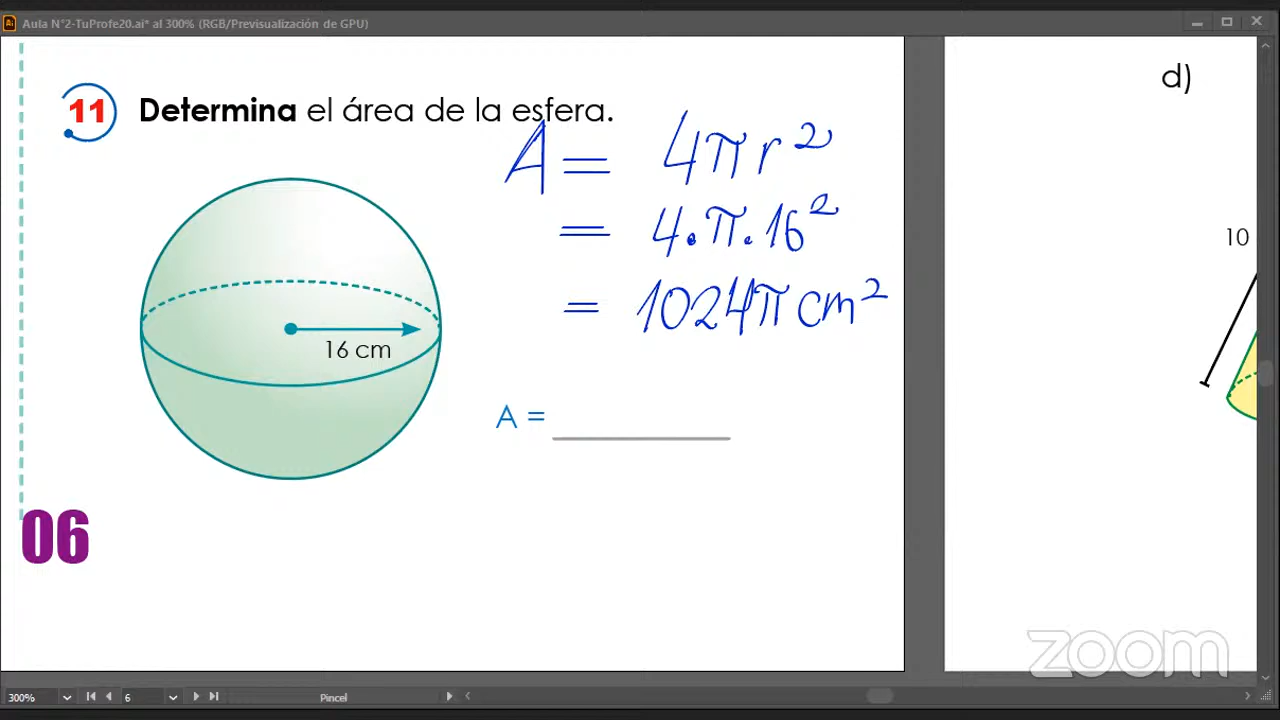 Aula N°2-TuProfe20.ai* al 300% (RGB/Previsualización de GPU)
11 Determina el área de la esfera.
A = 4πr²
= 4.π.16²
= 1024π cm²
16 cm
A =
06
d)
10
zoom
300%
6
Pincel